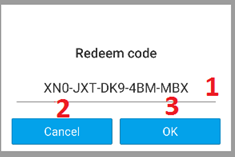 Redeem code
XN0-JXT-DK9-4BM-MBX 1
2 3
Cancel OK